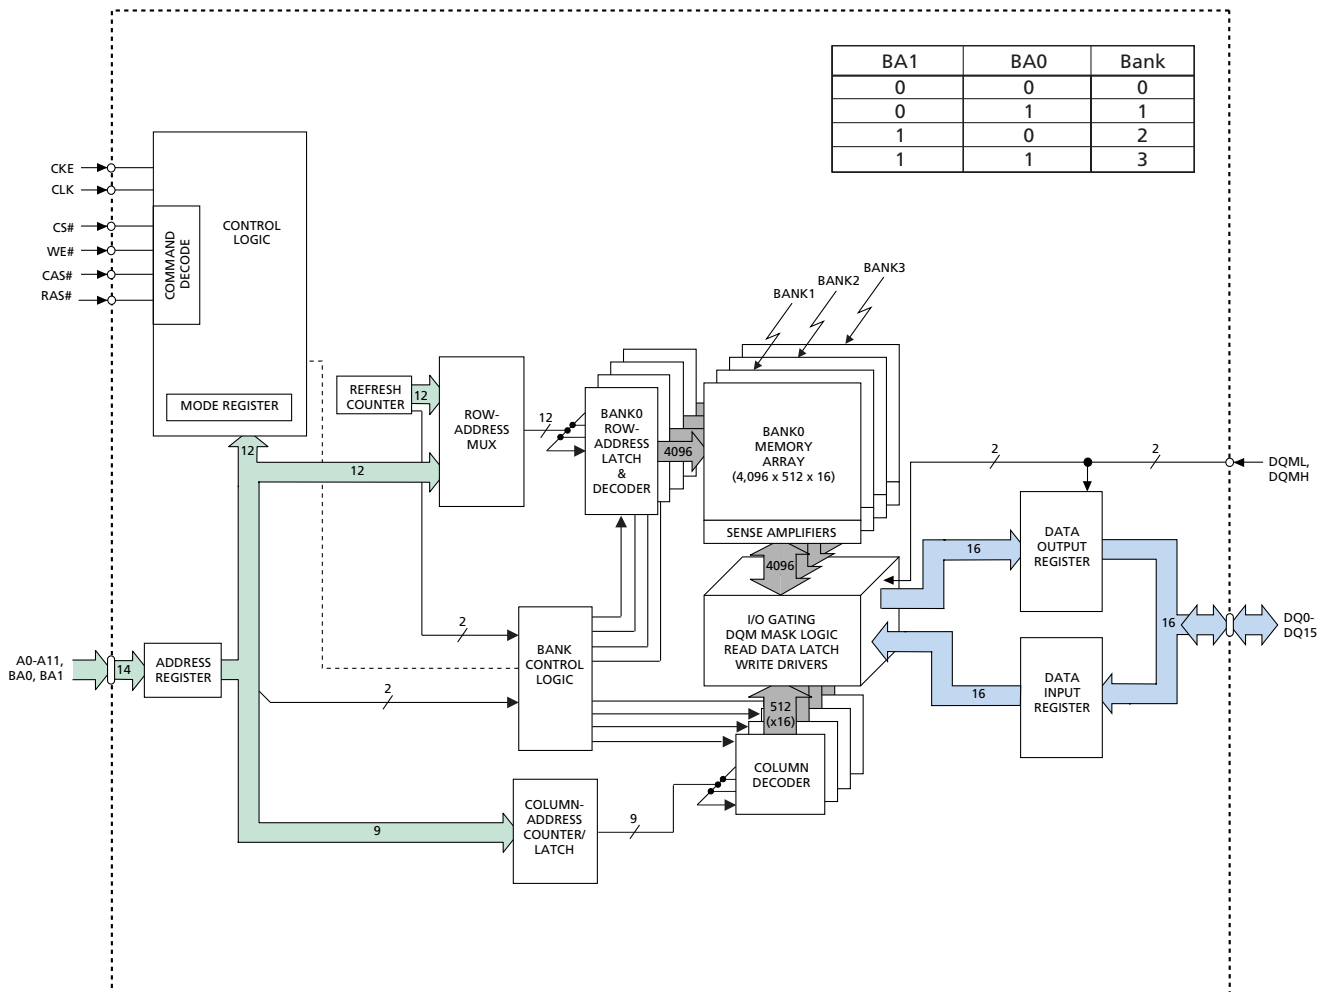 BA1 BA0 Bank
0 0 0
0 1 1
1 0 2
1 1 3
CKE
CLK
CS#
WE#
CAS#
RAS#
COMMAND
DECODE
CONTROL
LOGIC
MODE REGISTER
BANK3
BANK2
BANK1
REFRESH
COUNTER
12
ROW-
ADDRESS
MUX
12
BANK0
ROW-
ADDRESS
LATCH
&
DECODER
4096
BANK0
MEMORY
ARRAY
(4,096 x 512 x 16)
SENSE AMPLIFIERS
12
12
2
2
DQML,
DQMH
DATA
OUTPUT
REGISTER
16
4096
I/O GATING
DQM MASK LOGIC
READ DATA LATCH
WRITE DRIVERS
16
DQ0-
DQ15
A0-A11,
BA0, BA1
14
ADDRESS
REGISTER
2
2
BANK
CONTROL
LOGIC
16
DATA
INPUT
REGISTER
512
(x16)
COLUMN
DECODER
9
COLUMN-
ADDRESS
COUNTER/
LATCH
9